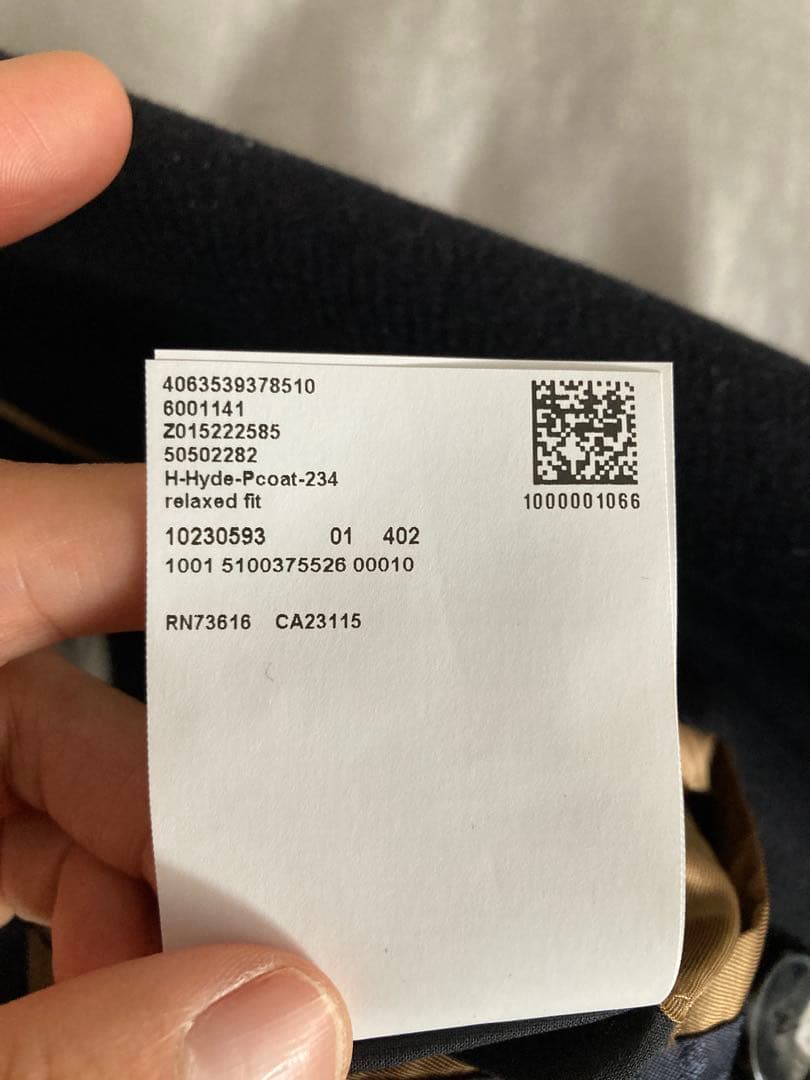 4063539378510
6001141
Z015222585
50502282
H-Hyde-Pcoat-234
relaxed fit
1000001066
10230593 01 402
1001 5100375526 00010
RN73616 CA23115